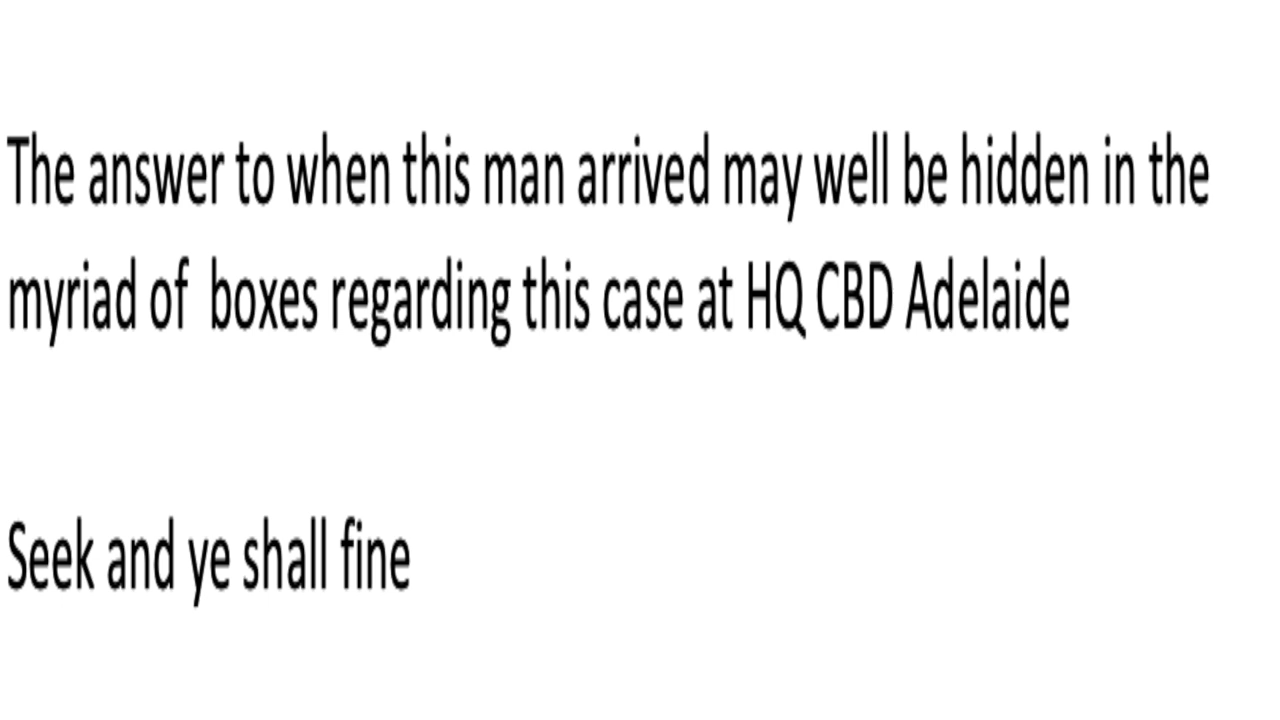 The answer to when this man arrived may well be hidden in the
myriad of  boxes regarding this case at HQ CBD Adelaide
Seek and ye shall fine